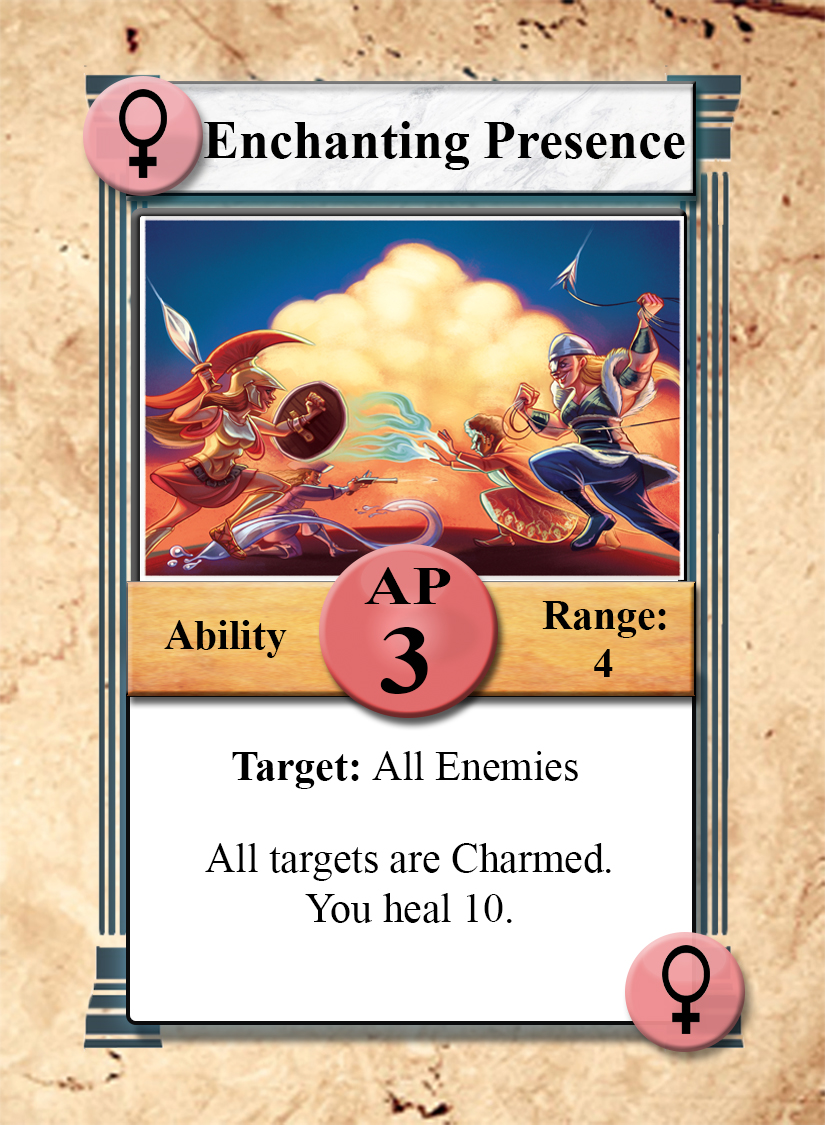 Enchanting Presence
Ability
AP
3
Range:
4
Target: All Enemies
All targets are Charmed.
You heal 10.